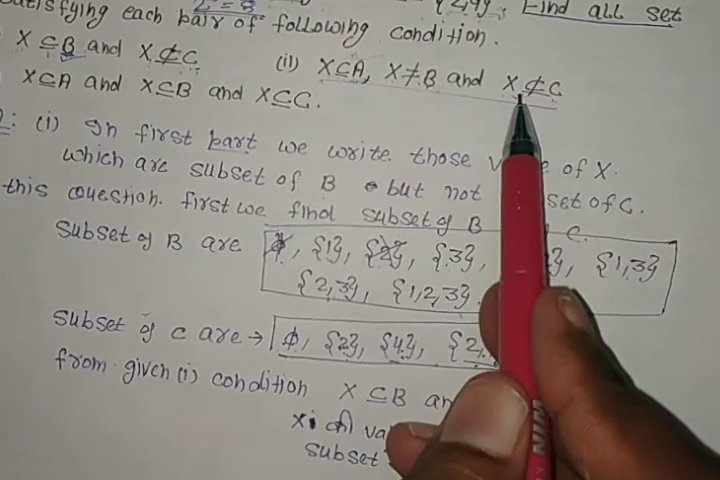 {2,4}; Find all set
satisfying each pair of following condition.
X ⊆ B and X ⊄ C (ii) X ⊆ A, X ≠ B and X ⊄ C
X ⊆ A and X ⊆ B and X ⊆ C.
(i) In first part we write those of X.
which are subset of B but not set of C.
this question. first we find subset of B C.
subset of B are ϕ, {1}, {2}, {3}, {1,3}
{2,3}, {1,2,3}.
subset of C are → ϕ, {2}, {4}, {2,
from given (i) condition X ⊆ B an
की
subset